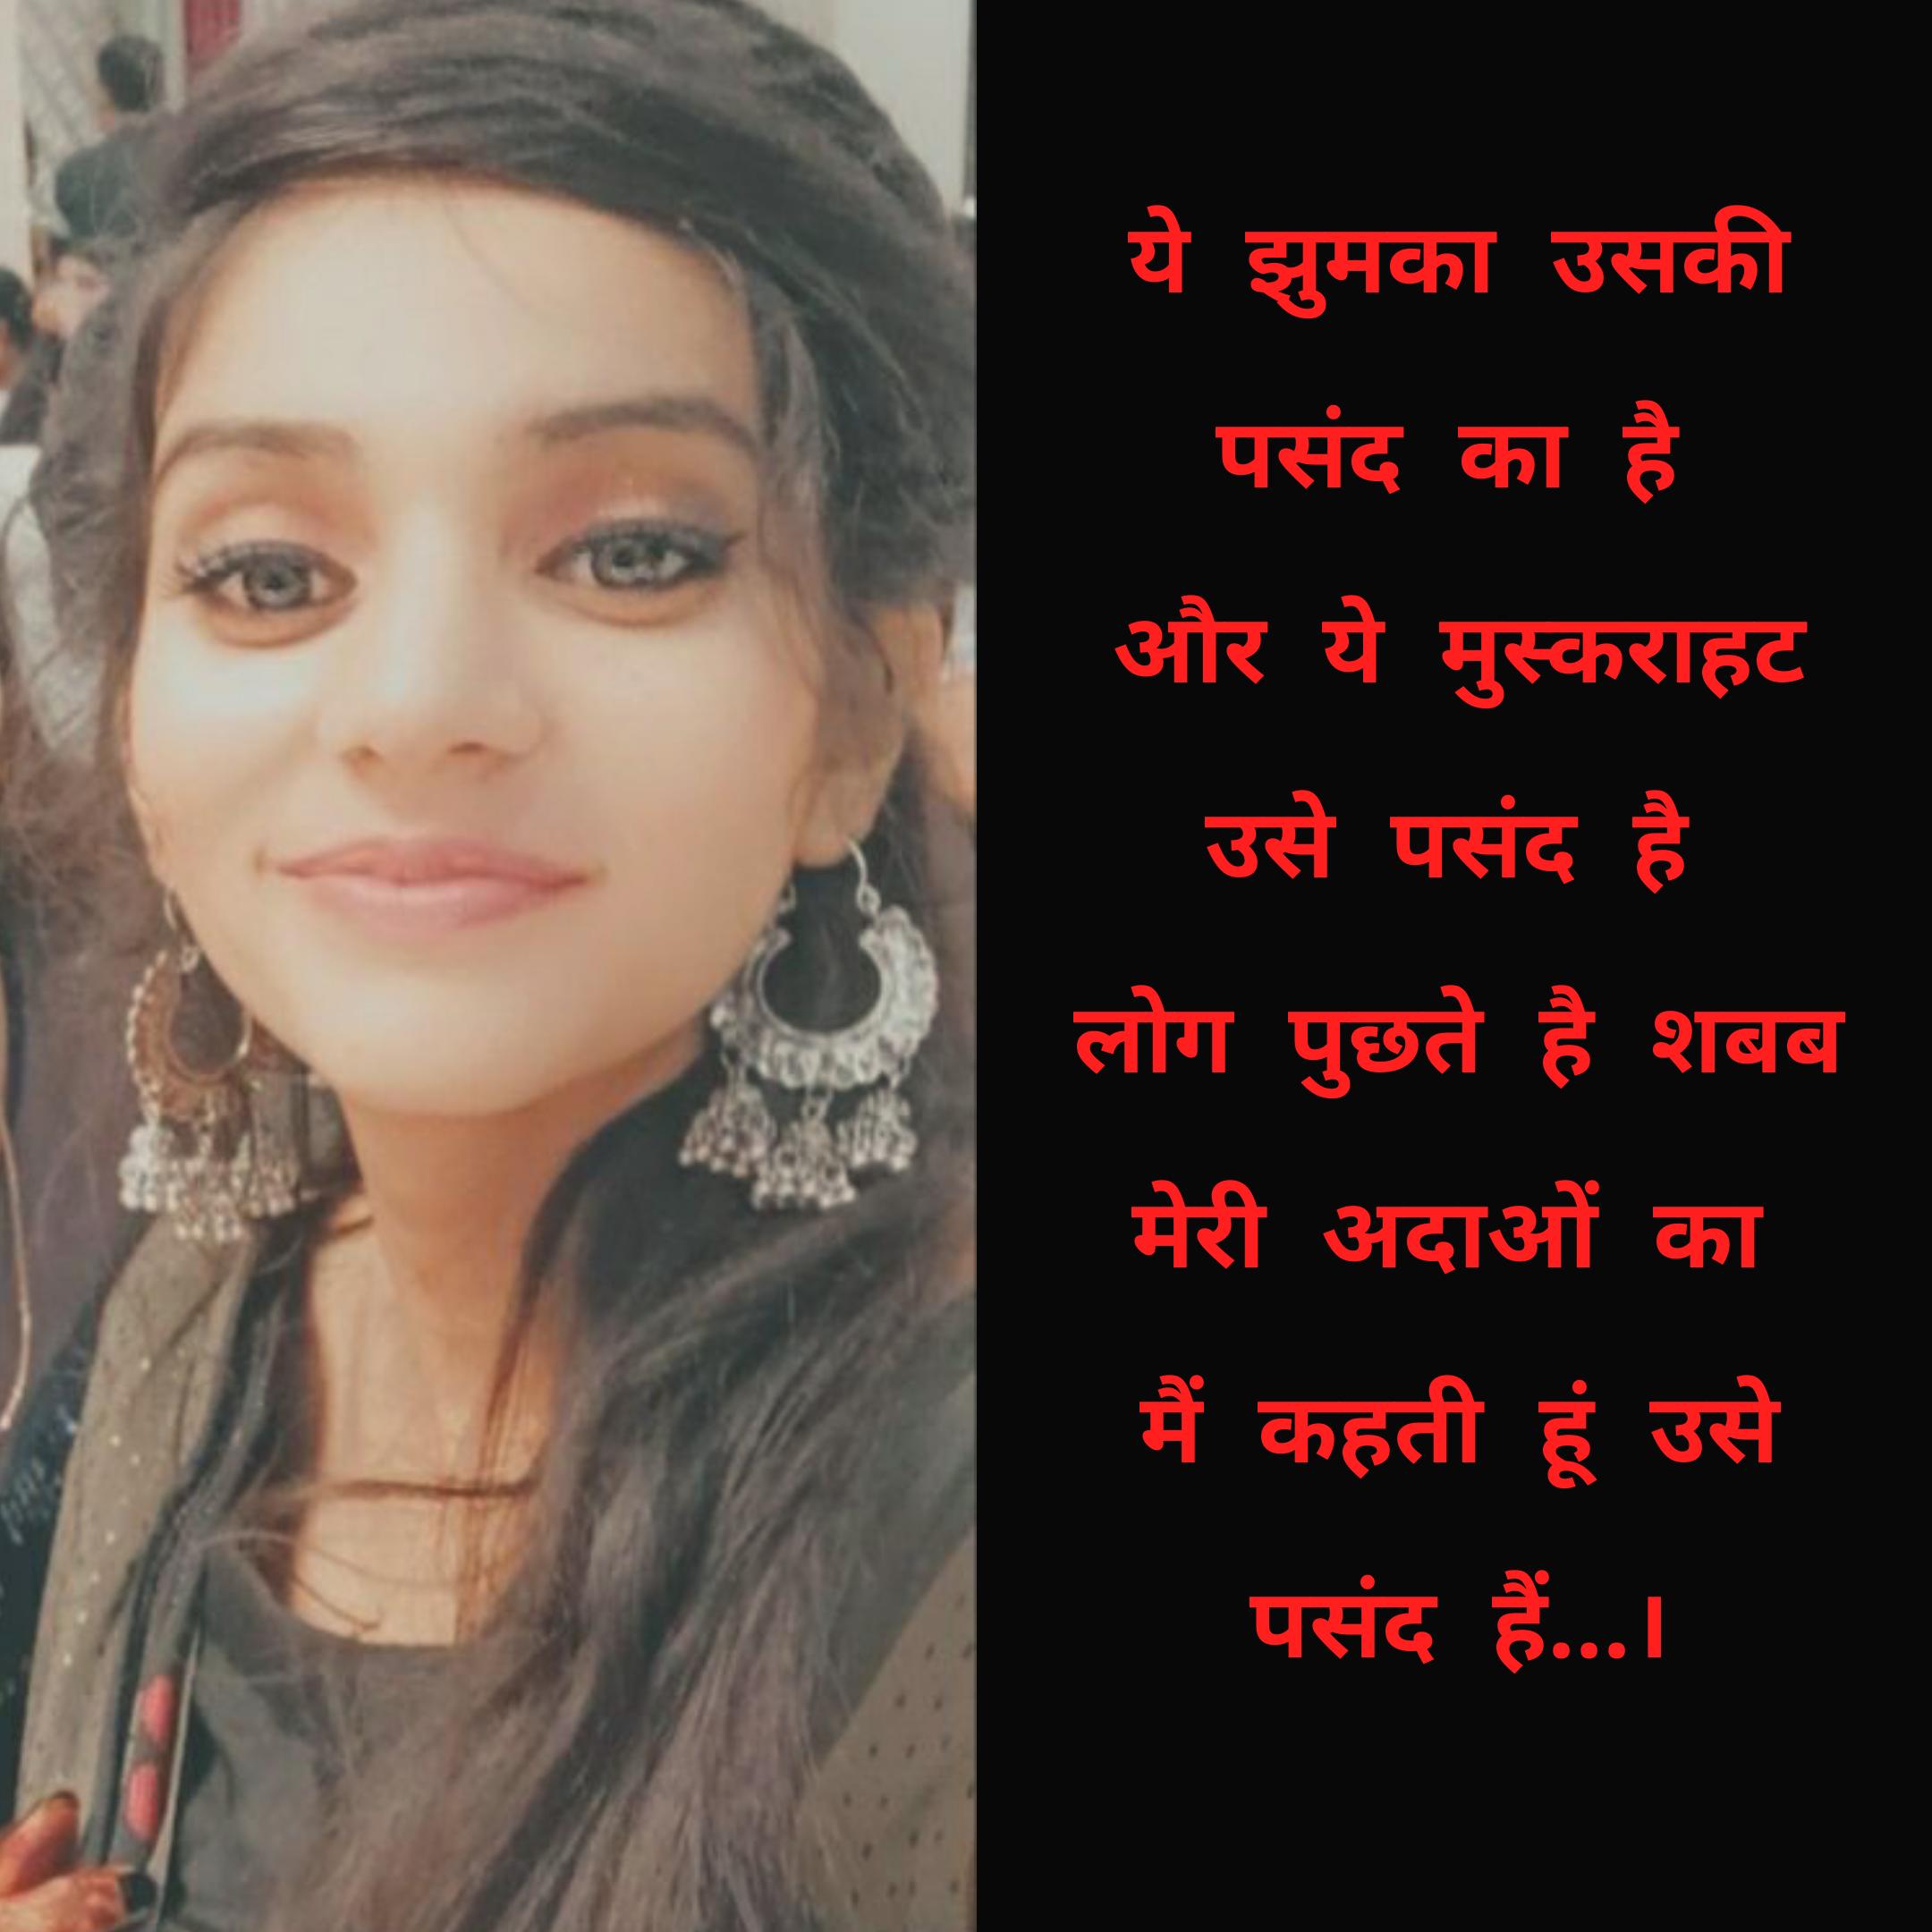 ये झुमका उसकी
पसंद का है
और ये मुस्कराहट
उसे पसंद है
लोग पुछते है शबब
मेरी अदाओं का
मैं कहती हूं उसे
पसंद हैं...।